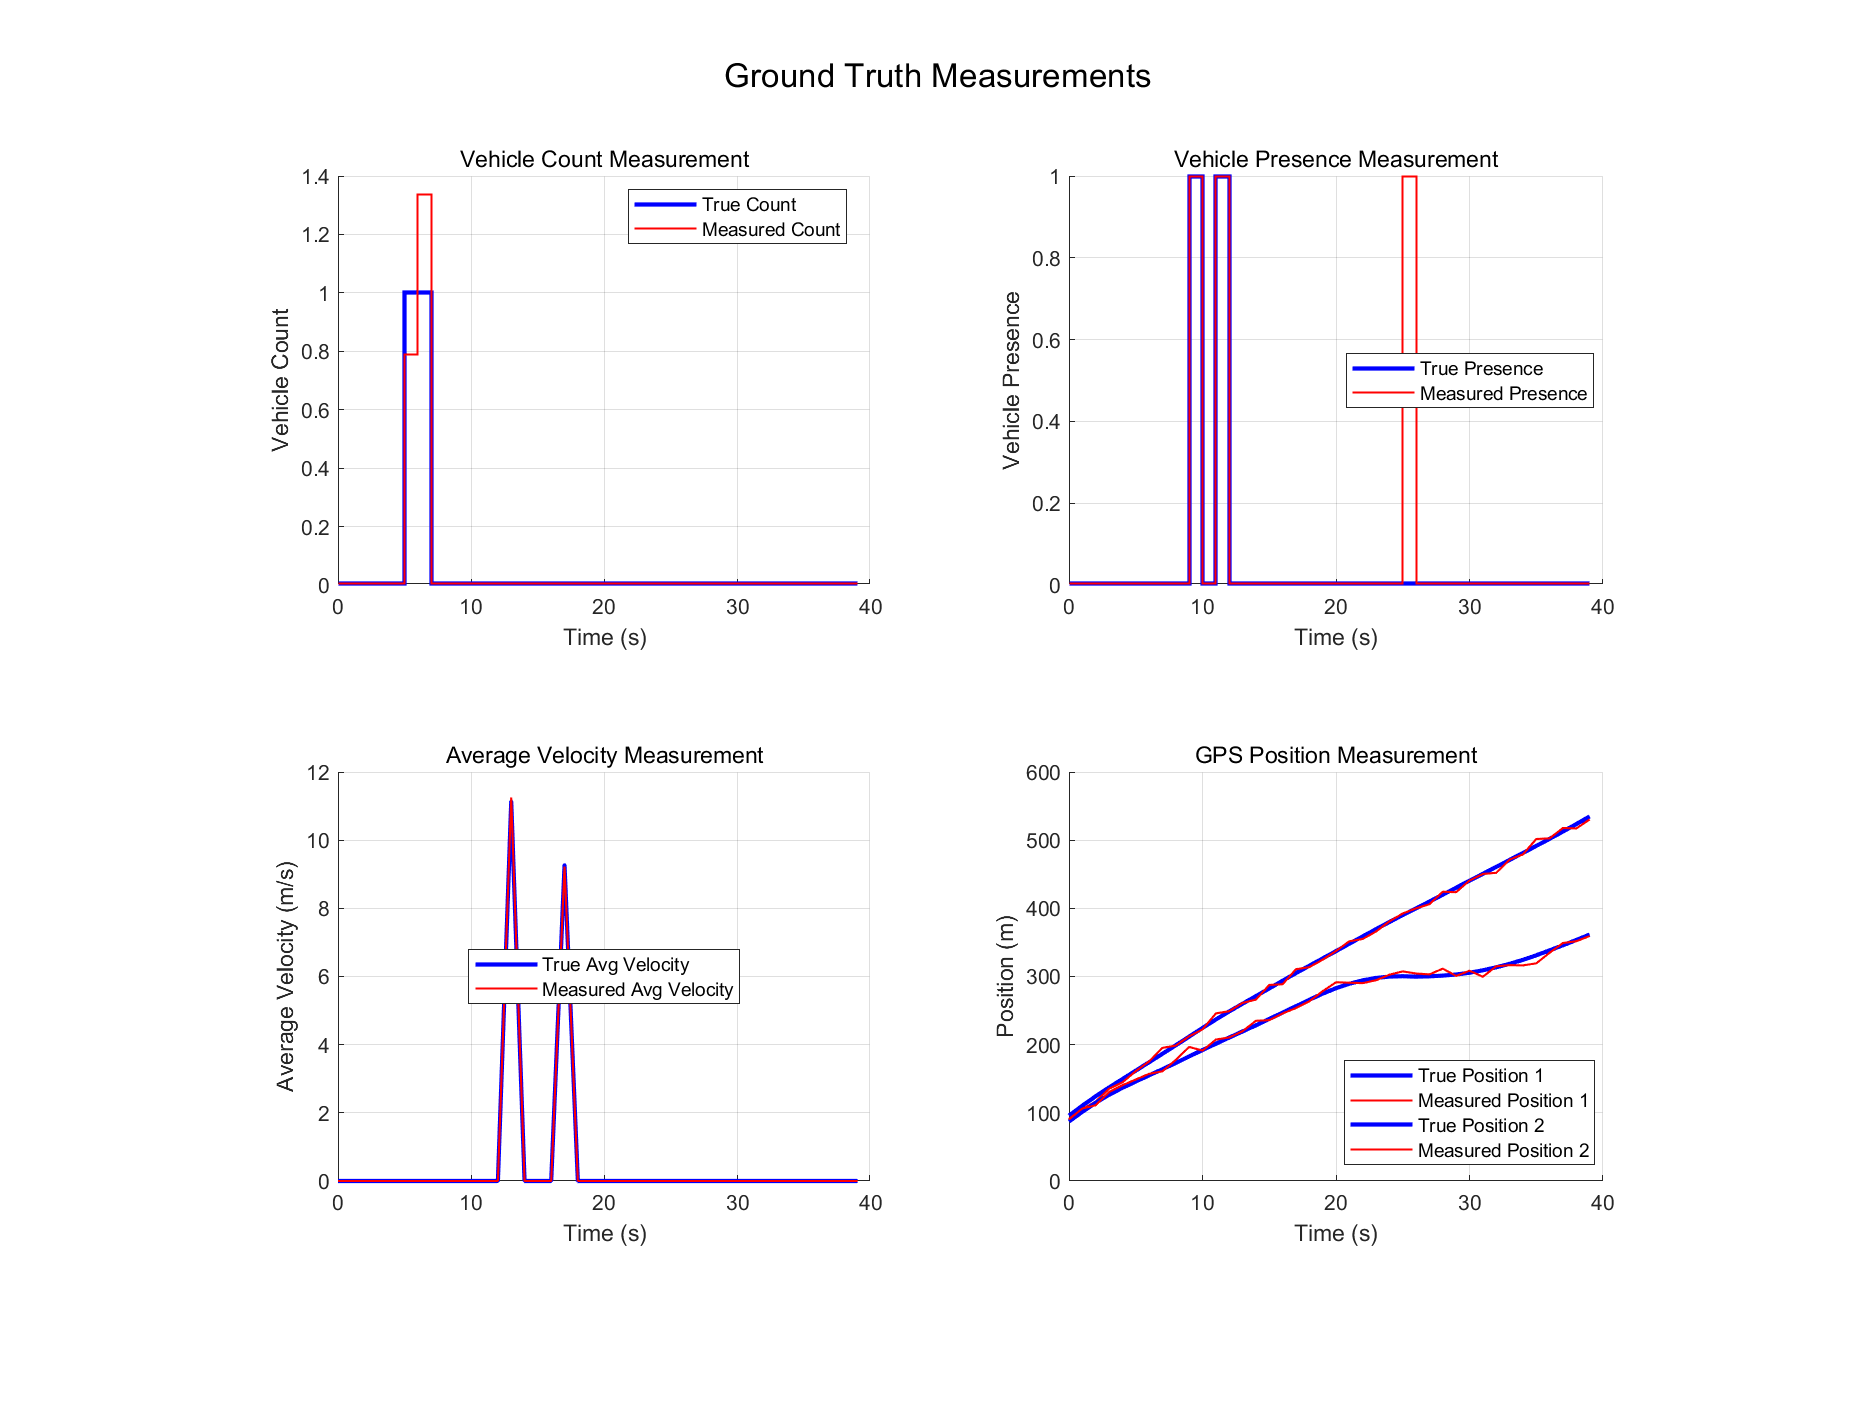 Ground Truth Measurements
Vehicle Count Measurement
1.4
1.2
1
0.8
0.6
0.4
0.2
0
Vehicle Count
True Count
Measured Count
0 10 20 30 40
Time (s)
Vehicle Presence Measurement
1
0.8
0.6
0.4
0.2
0
Vehicle Presence
True Presence
Measured Presence
0 10 20 30 40
Time (s)
Average Velocity Measurement
12
10
8
6
4
2
0
Average Velocity (m/s)
True Avg Velocity
Measured Avg Velocity
0 10 20 30 40
Time (s)
GPS Position Measurement
600
500
400
300
200
100
0
Position (m)
True Position 1
Measured Position 1
True Position 2
Measured Position 2
0 10 20 30 40
Time (s)